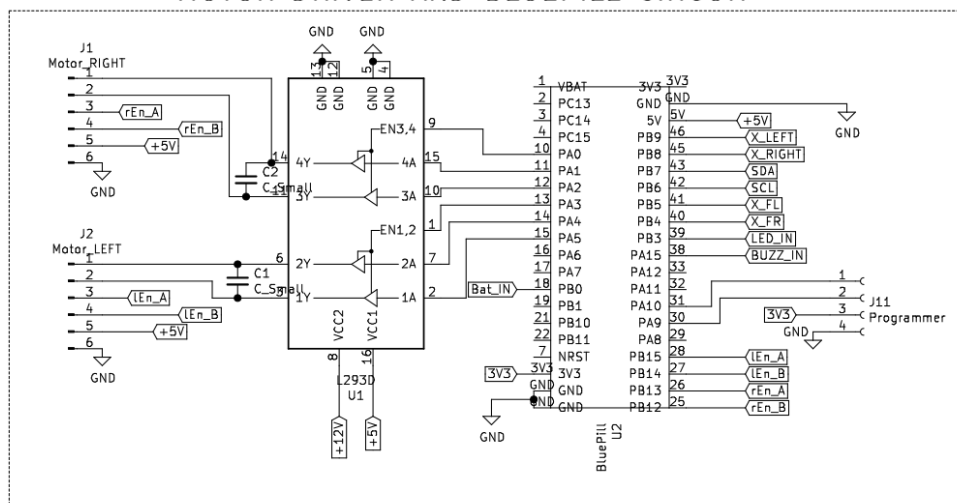 J1
Motor_RIGHT
1
2
3
4
5
6
rEn_A
rEn_B
+5V
GND
J2
Motor_LEFT
1
2
3
4
5
6
lEn_A
lEn_B
+5V
GND
C2
C_Small
C1
C_Small
GND
GND
13
12
5
4
GND
GND
GND
GND
EN3,4
9
14
4Y
4A
15
11
3Y
3A
10
EN1,2
1
6
2Y
2A
7
3
1Y
1A
2
VCC2
VCC1
8
16
L293D
U1
+12V
+5V
1
VBAT
2
PC13
3
PC14
4
PC15
10
PA0
11
PA1
12
PA2
13
PA3
14
PA4
15
PA5
16
PA6
17
PA7
Bat_IN
18
PB0
19
PB1
21
PB10
22
PB11
7
NRST
3V3
3V3
3V3
GND
GND
GND
GND
GND
3V3
3V3
GND
GND
GND
5V
5V
+5V
PB9
46
X_LEFT
PB8
45
X_RIGHT
PB7
43
SDA
PB6
42
SCL
PB5
41
X_FL
PB4
40
X_FR
PB3
39
LED_IN
PA15
38
BUZZ_IN
PA12
33
PA11
32
PA10
31
PA9
30
PA8
29
PB15
28
lEn_A
PB14
27
lEn_B
PB13
26
rEn_A
PB12
25
rEn_B
BluePill
U2
1
2
3
4
3V3
GND
J11
Programmer